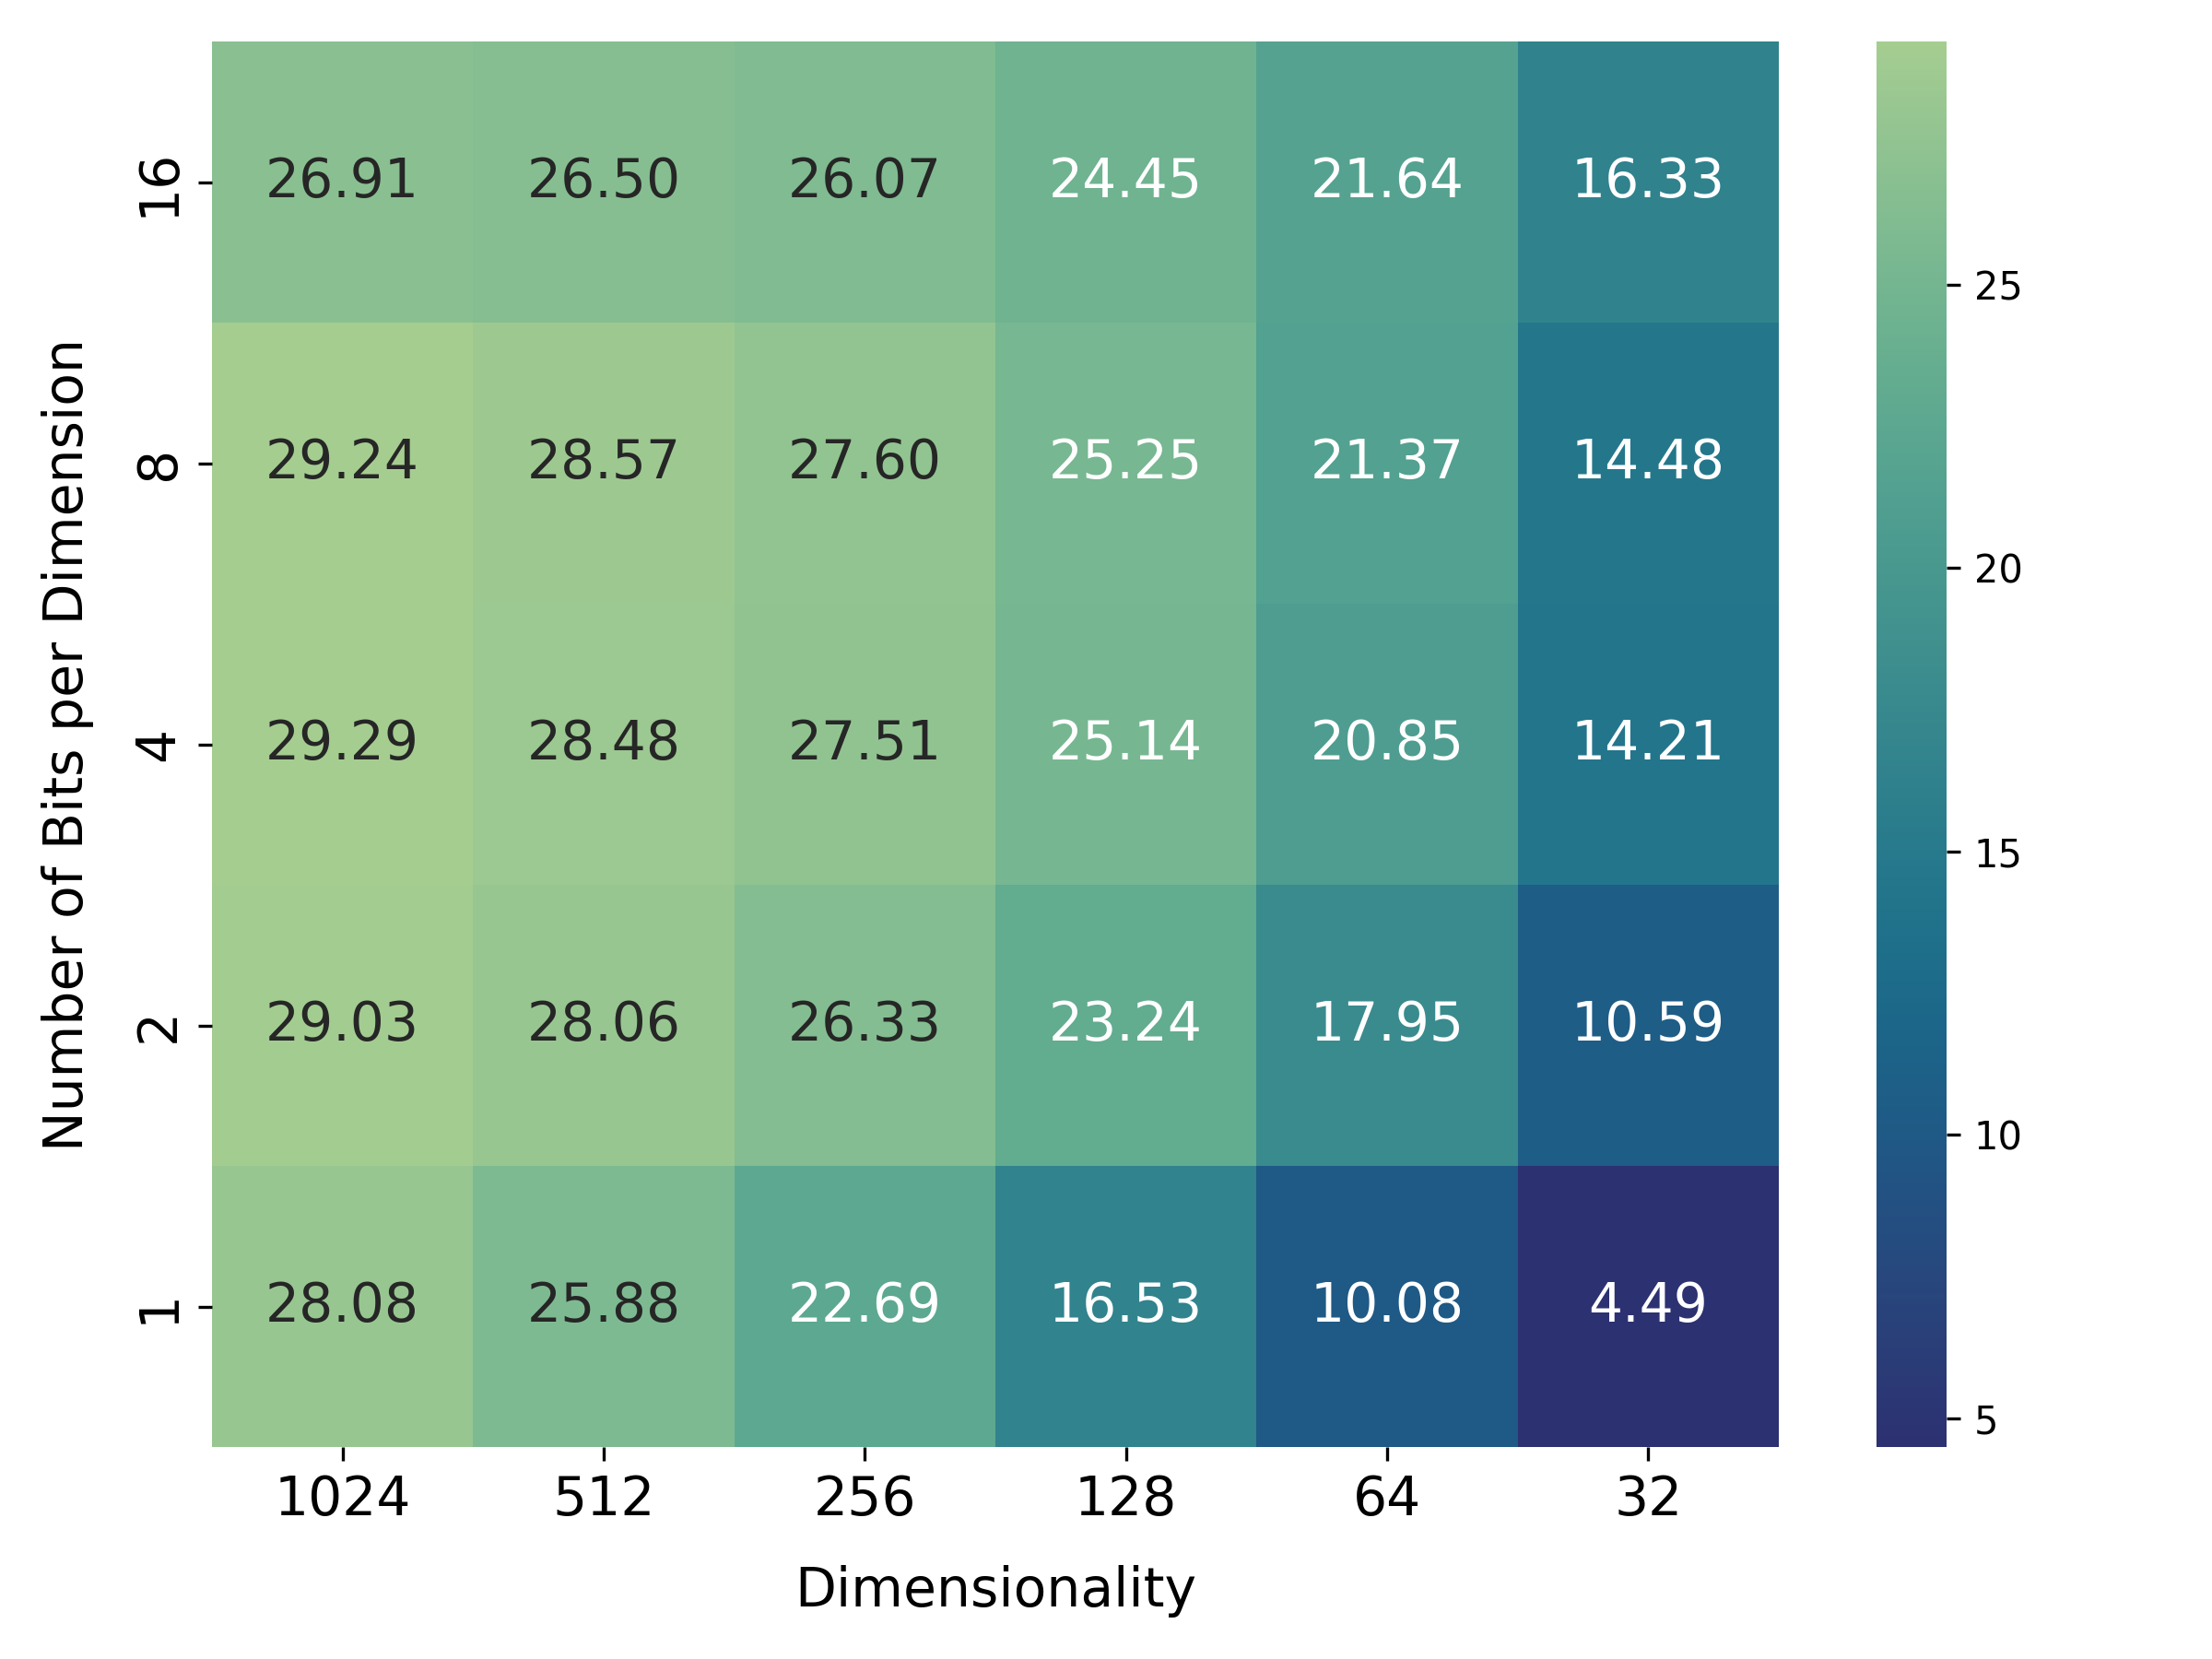 Number of Bits per Dimension
16 26.91 26.50 26.07 24.45 21.64 16.33
8 29.24 28.57 27.60 25.25 21.37 14.48
4 29.29 28.48 27.51 25.14 20.85 14.21
2 29.03 28.06 26.33 23.24 17.95 10.59
1 28.08 25.88 22.69 16.53 10.08 4.49
1024 512 256 128 64 32
Dimensionality
25
20
15
10
5